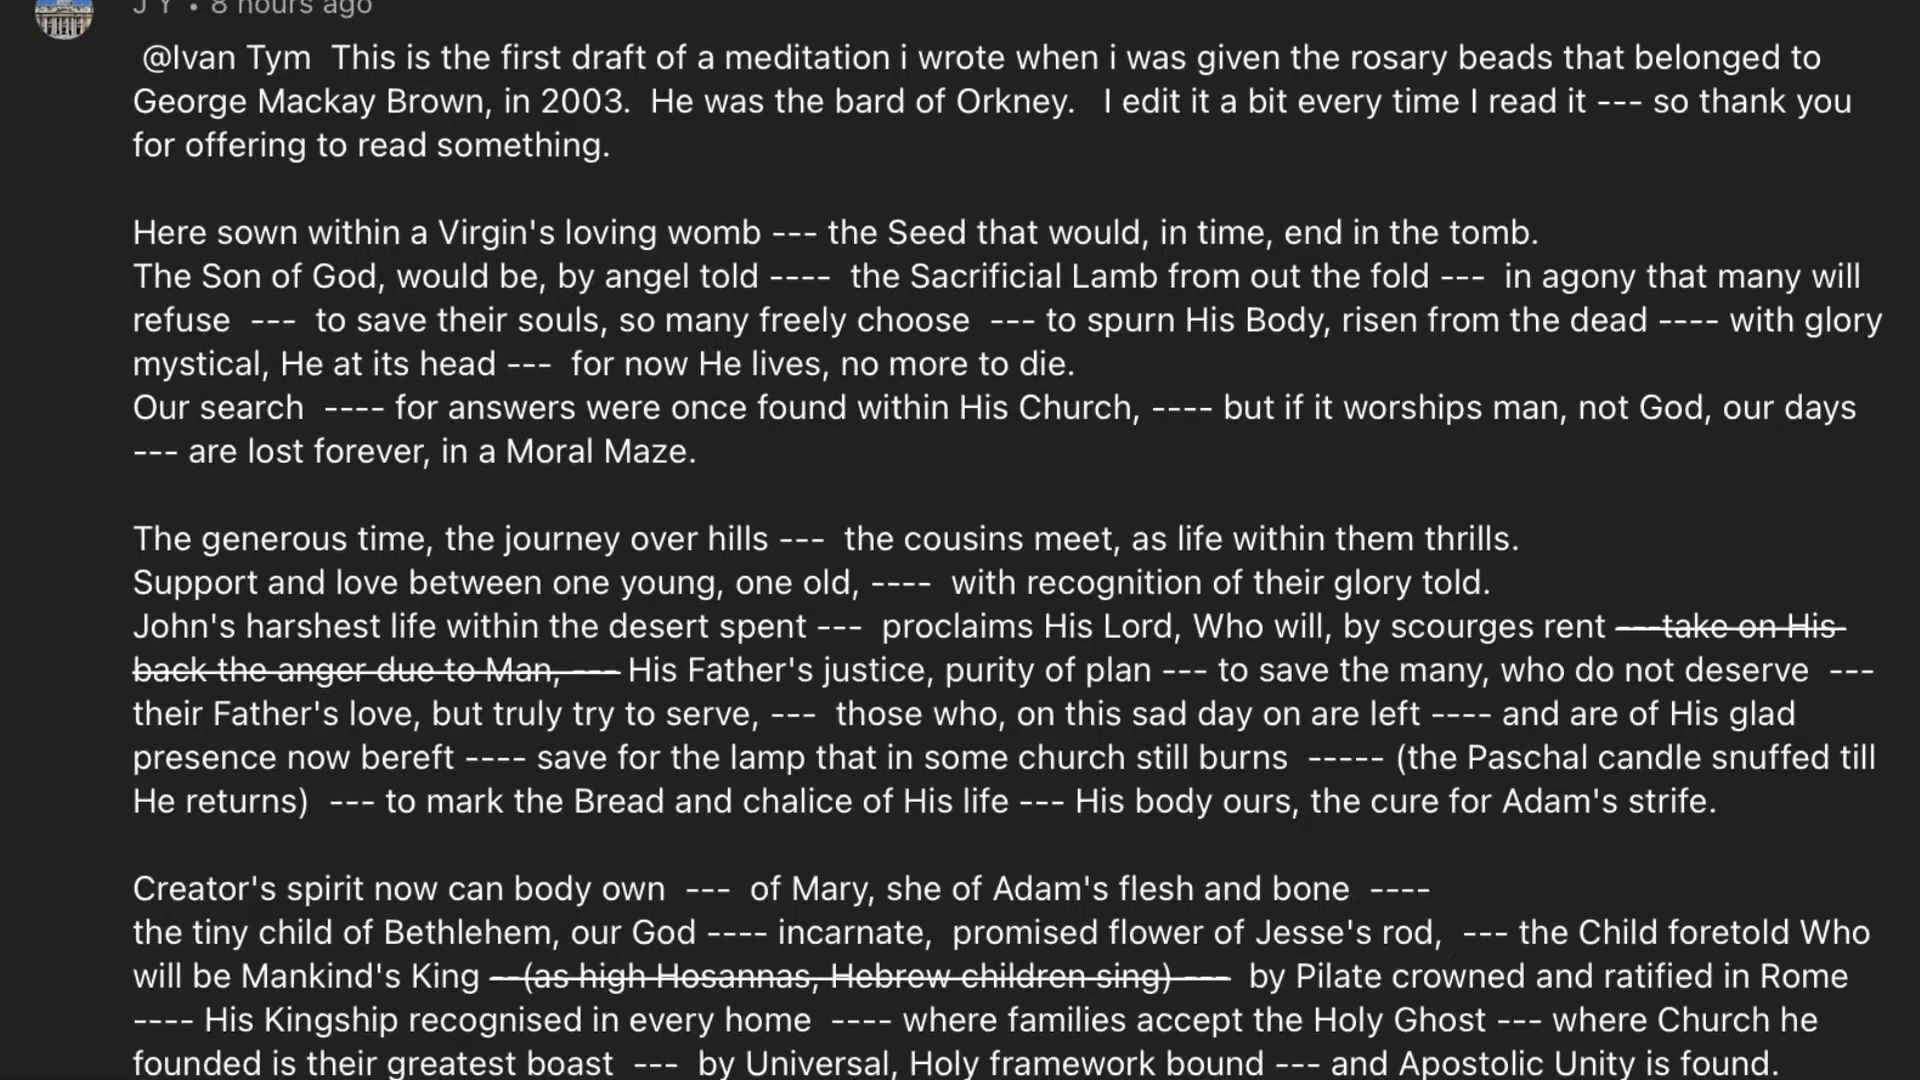 J Y • 8 hours ago
@Ivan Tym  This is the first draft of a meditation i wrote when i was given the rosary beads that belonged to
George Mackay Brown, in 2003.  He was the bard of Orkney.   I edit it a bit every time I read it --- so thank you
for offering to read something.
Here sown within a Virgin's loving womb --- the Seed that would, in time, end in the tomb.
The Son of God, would be, by angel told ----  the Sacrificial Lamb from out the fold ---  in agony that many will
refuse  ---  to save their souls, so many freely choose  --- to spurn His Body, risen from the dead ---- with glory
mystical, He at its head ---  for now He lives, no more to die.
Our search  ---- for answers were once found within His Church, ---- but if it worships man, not God, our days
--- are lost forever, in a Moral Maze.
The generous time, the journey over hills ---  the cousins meet, as life within them thrills.
Support and love between one young, one old, ----  with recognition of their glory told.
John's harshest life within the desert spent ---  proclaims His Lord, Who will, by scourges rent ---take on His
back the anger due to Man, --- His Father's justice, purity of plan --- to save the many, who do not deserve  ---
their Father's love, but truly try to serve, ---  those who, on this sad day on are left ---- and are of His glad
presence now bereft ---- save for the lamp that in some church still burns  ----- (the Paschal candle snuffed till
He returns)  --- to mark the Bread and chalice of His life --- His body ours, the cure for Adam's strife.
Creator's spirit now can body own  ---  of Mary, she of Adam's flesh and bone  ----
the tiny child of Bethlehem, our God ---- incarnate,  promised flower of Jesse's rod,  --- the Child foretold Who
will be Mankind's King --(as high Hosannas, Hebrew children sing) ---  by Pilate crowned and ratified in Rome
---- His Kingship recognised in every home  ---- where families accept the Holy Ghost --- where Church he
founded is their greatest boast  ---  by Universal, Holy framework bound --- and Apostolic Unity is found.